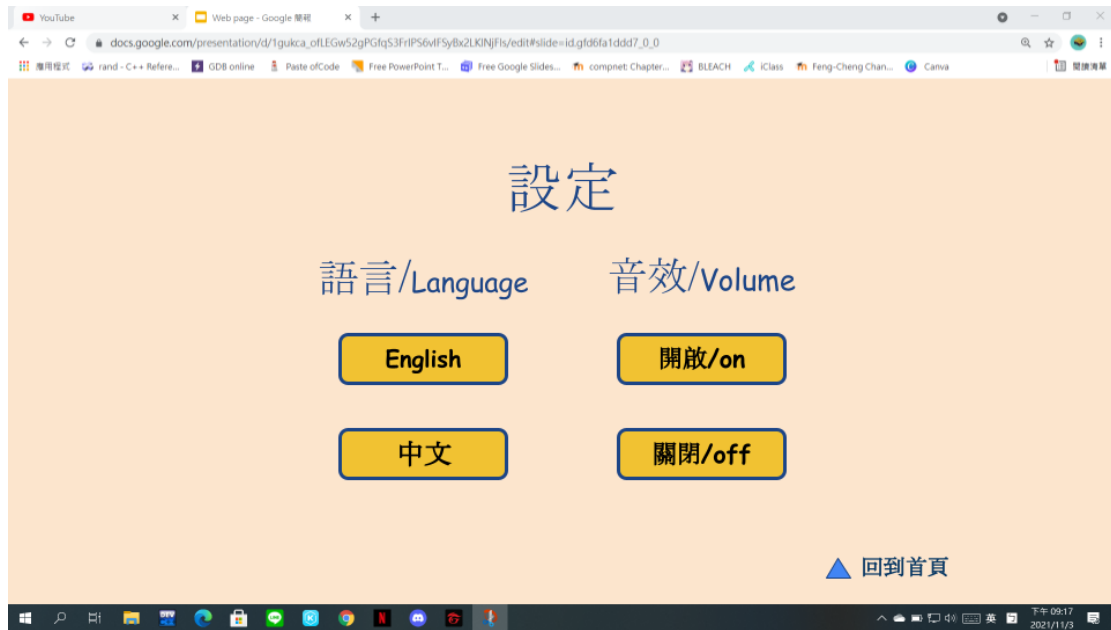 YouTube
Web page - Google 簡報
docs.google.com/presentation/d/1gukca_ofLEGw52gPGfqS3FrIPS6vIFSyBx2LKlNjFls/edit#slide=id.gfd6fa1ddd7_0_0
應用程式 rand - C++ Refere... GDB online Paste ofCode Free PowerPoint T... Free Google Slides... compnet: Chapter... BLEACH iClass Feng-Cheng Chan... Canva 閱讀清單
設定
語言/Language 音效/Volume
English 開啟/on
中文 關閉/off
回到首頁
英 下午 09:17
2021/11/3